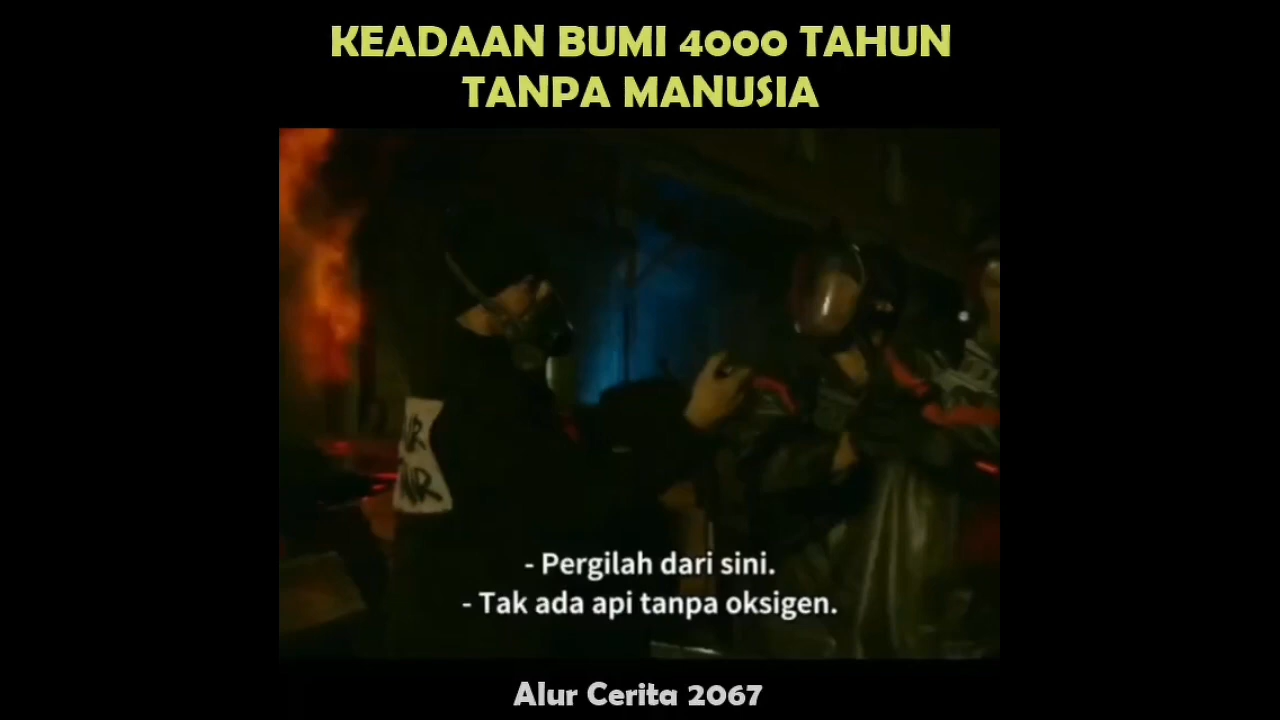 KEADAAN BUMI 4000 TAHUN
TANPA MANUSIA
- Pergilah dari sini.
- Tak ada api tanpa oksigen.
Alur Cerita 2067